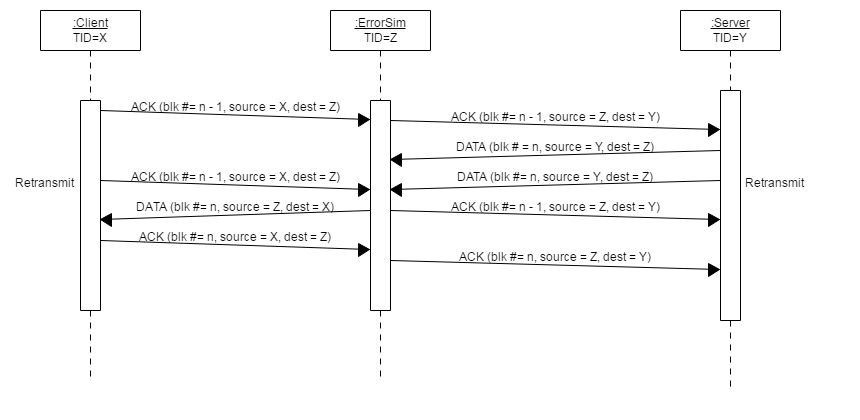 :Client
TID=X
:ErrorSim
TID=Z
:Server
TID=Y
ACK (blk #= n - 1, source = X, dest = Z)
ACK (blk #= n - 1, source = Z, dest = Y)
DATA (blk # = n, source = Y, dest = Z)
Retransmit
ACK (blk #= n - 1, source = X, dest = Z)
DATA (blk #= n, source = Y, dest = Z)
Retransmit
DATA (blk #= n, source = Z, dest = X)
ACK (blk #= n - 1, source = Z, dest = Y)
ACK (blk #= n, source = X, dest = Z)
ACK (blk #= n, source = Z, dest = Y)